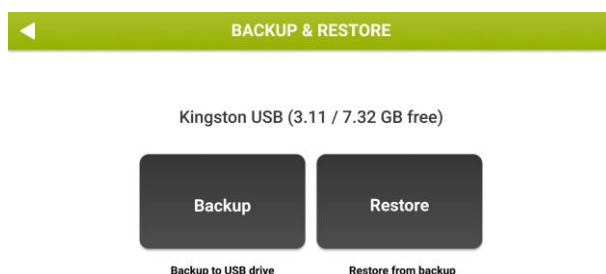 BACKUP & RESTORE
Kingston USB (3.11 / 7.32 GB free)
Backup Restore
Backup to USB drive Restore from backup